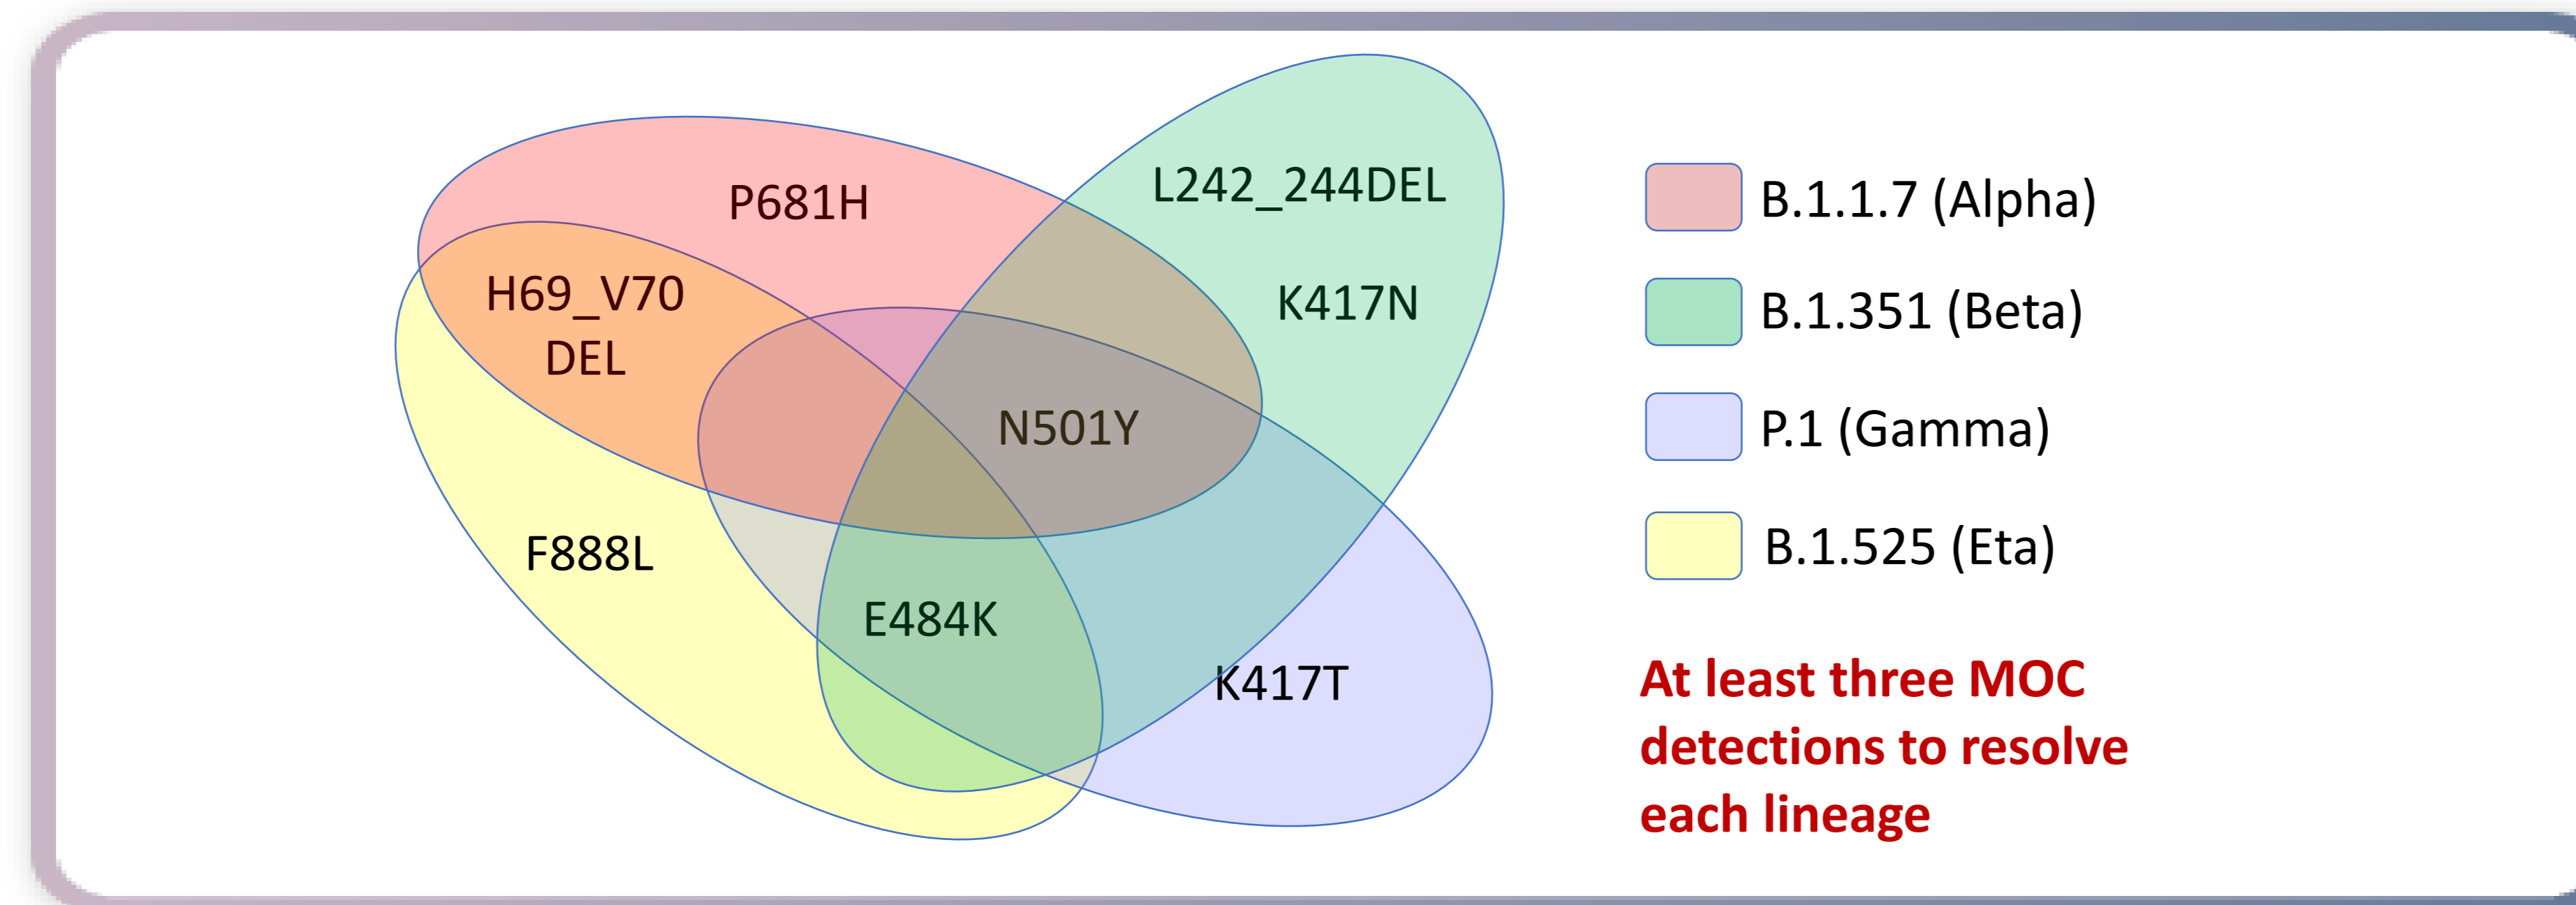 P681H
L242_244DEL
H69_V70
DEL
K417N
N501Y
F888L
E484K
K417T
B.1.1.7 (Alpha)
B.1.351 (Beta)
P.1 (Gamma)
B.1.525 (Eta)
At least three MOC
detections to resolve
each lineage